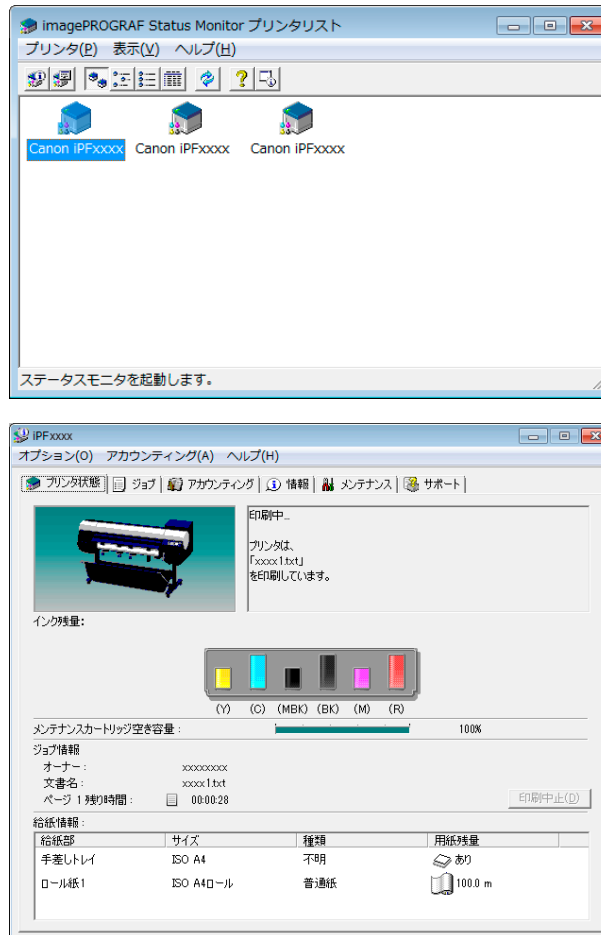 imagePROGRAF Status Monitor プリンタリスト
プリンタ(P) 表示(V) ヘルプ(H)
Canon iPFxxxx Canon iPFxxxx Canon iPFxxxx
ステータスモニタを起動します。
iPFxxxx
オプション(O) アカウンティング(A) ヘルプ(H)
プリンタ状態 ジョブ アカウンティング 情報 メンテナンス サポート
印刷中...
プリンタは、
「xxxx1.txt」
を印刷しています。
インク残量:
(Y) (C) (MBK) (BK) (M) (R)
メンテナンスカートリッジ空き容量 : 100%
ジョブ情報
オーナー : xxxxxxxx
文書名 : xxxx1.txt
ページ 1 残り時間 : 00:00:28
印刷中止(D)
給紙情報 :
給紙部 サイズ 種類 用紙残量
手差しトレイ ISO A4 不明 あり
ロール紙1 ISO A4ロール 普通紙 100.0 m